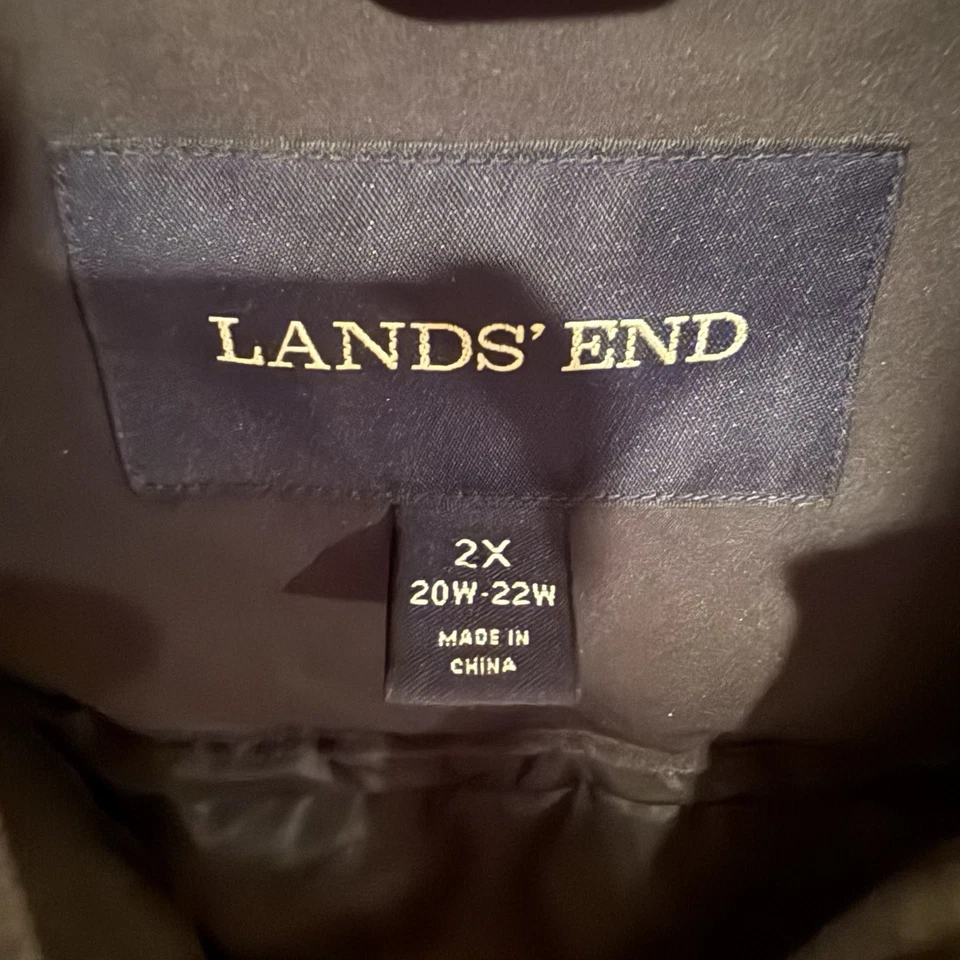 LANDS' END
2X
20W-22W
MADE IN
CHINA